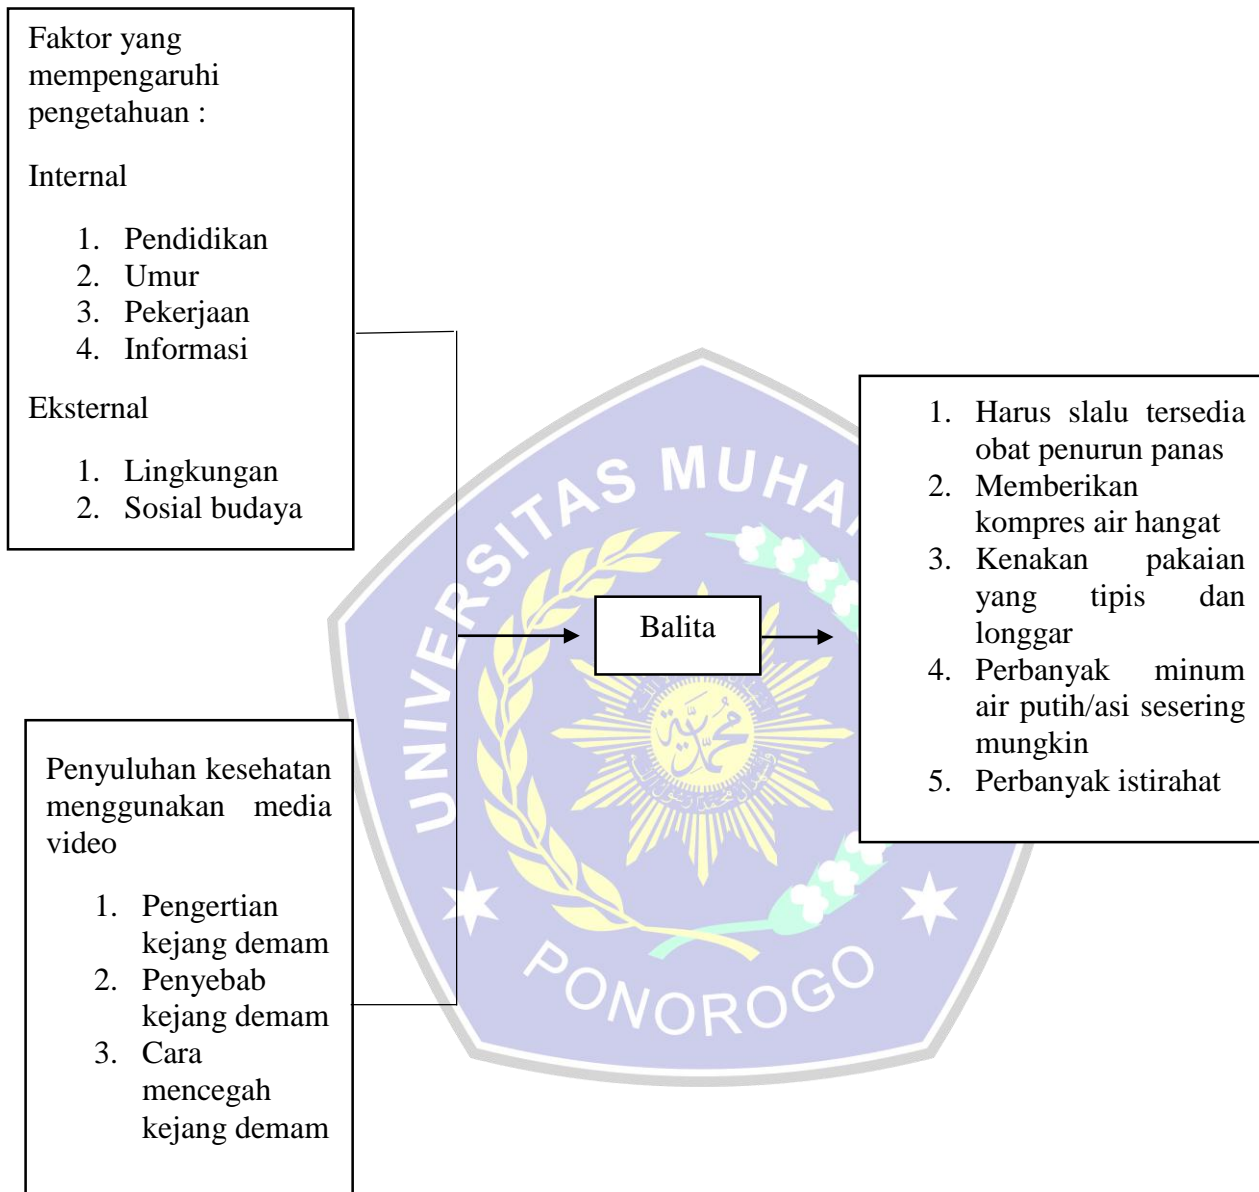 Faktor yang
mempengaruhi
pengetahuan :
Internal
1. Pendidikan
2. Umur
3. Pekerjaan
4. Informasi
Eksternal
1. Lingkungan
2. Sosial budaya
Penyuluhan kesehatan
menggunakan media
video
1. Pengertian
kejang demam
2. Penyebab
kejang demam
3. Cara
mencegah
kejang demam
Balita
1. Harus slalu tersedia
obat penurun panas
2. Memberikan
kompres air hangat
3. Kenakan pakaian
yang tipis dan
longgar
4. Perbanyak minum
air putih/asi sesering
mungkin
5. Perbanyak istirahat
UNIVERSITAS MUHA
PONOROGO